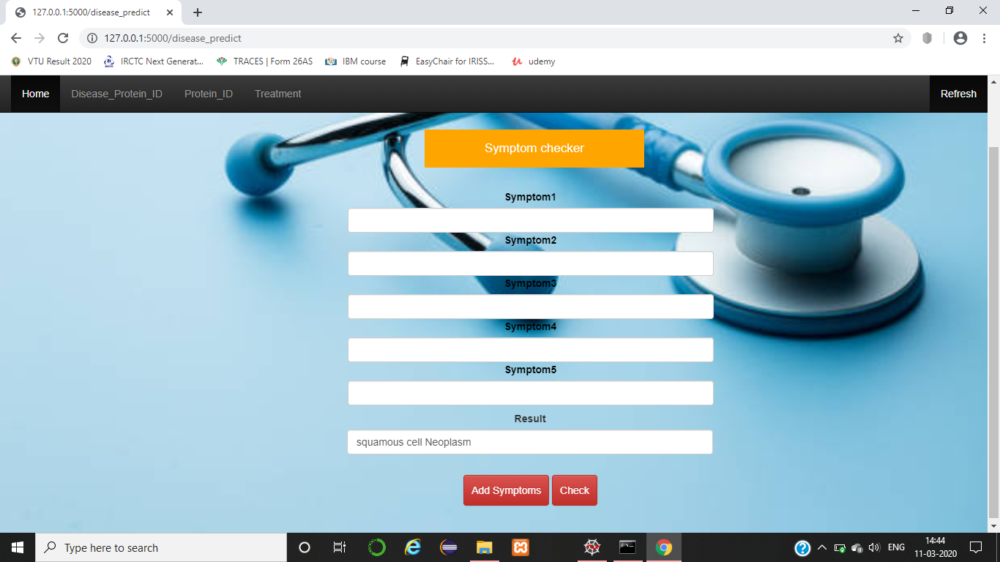 127.0.0.1:5000/disease_predict
127.0.0.1:5000/disease_predict
VTU Result 2020 IRCTC Next Generat... TRACES | Form 26AS IBM course EasyChair for IRISS... udemy
Home Disease_Protein_ID Protein_ID Treatment Refresh
Symptom checker
Symptom1
Symptom2
Symptom3
Symptom4
Symptom5
Result
squamous cell Neoplasm
Add Symptoms Check
Type here to search
ENG
14:44
11-03-2020